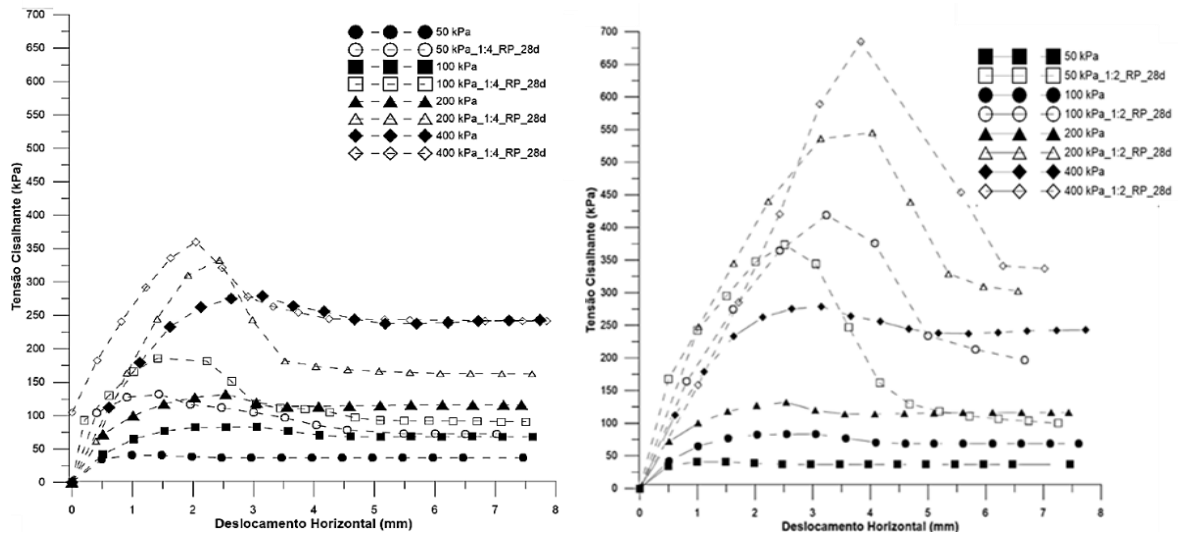 700
650
600
550
500
450
400
350
300
250
200
150
100
50
0
Tensão Cisalhante (kPa)
0 1 2 3 4 5 6 7 8
Deslocamento Horizontal (mm)
50 kPa
50 kPa_1:4_RP_28d
100 kPa
100 kPa_1:4_RP_28d
200 kPa
200 kPa_1:4_RP_28d
400 kPa
400 kPa_1:4_RP_28d
700
650
600
550
500
450
400
350
300
250
200
150
100
50
0
Tensão Cisalhante (kPa)
0 1 2 3 4 5 6 7 8
Deslocamento Horizontal (mm)
50 kPa
50 kPa_1:2_RP_28d
100 kPa
100 kPa_1:2_RP_28d
200 kPa
200 kPa_1:2_RP_28d
400 kPa
400 kPa_1:2_RP_28d